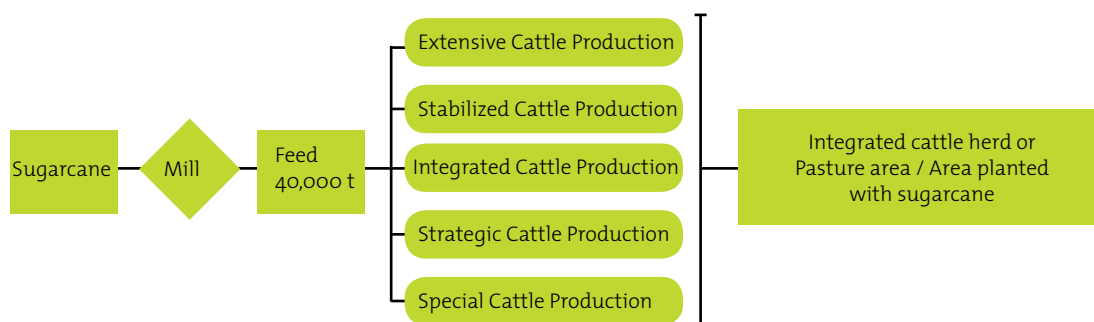 Sugarcane
Mill
Feed
40,000 t
Extensive Cattle Production
Stabilized Cattle Production
Integrated Cattle Production
Strategic Cattle Production
Special Cattle Production
Integrated cattle herd or
Pasture area / Area planted
with sugarcane